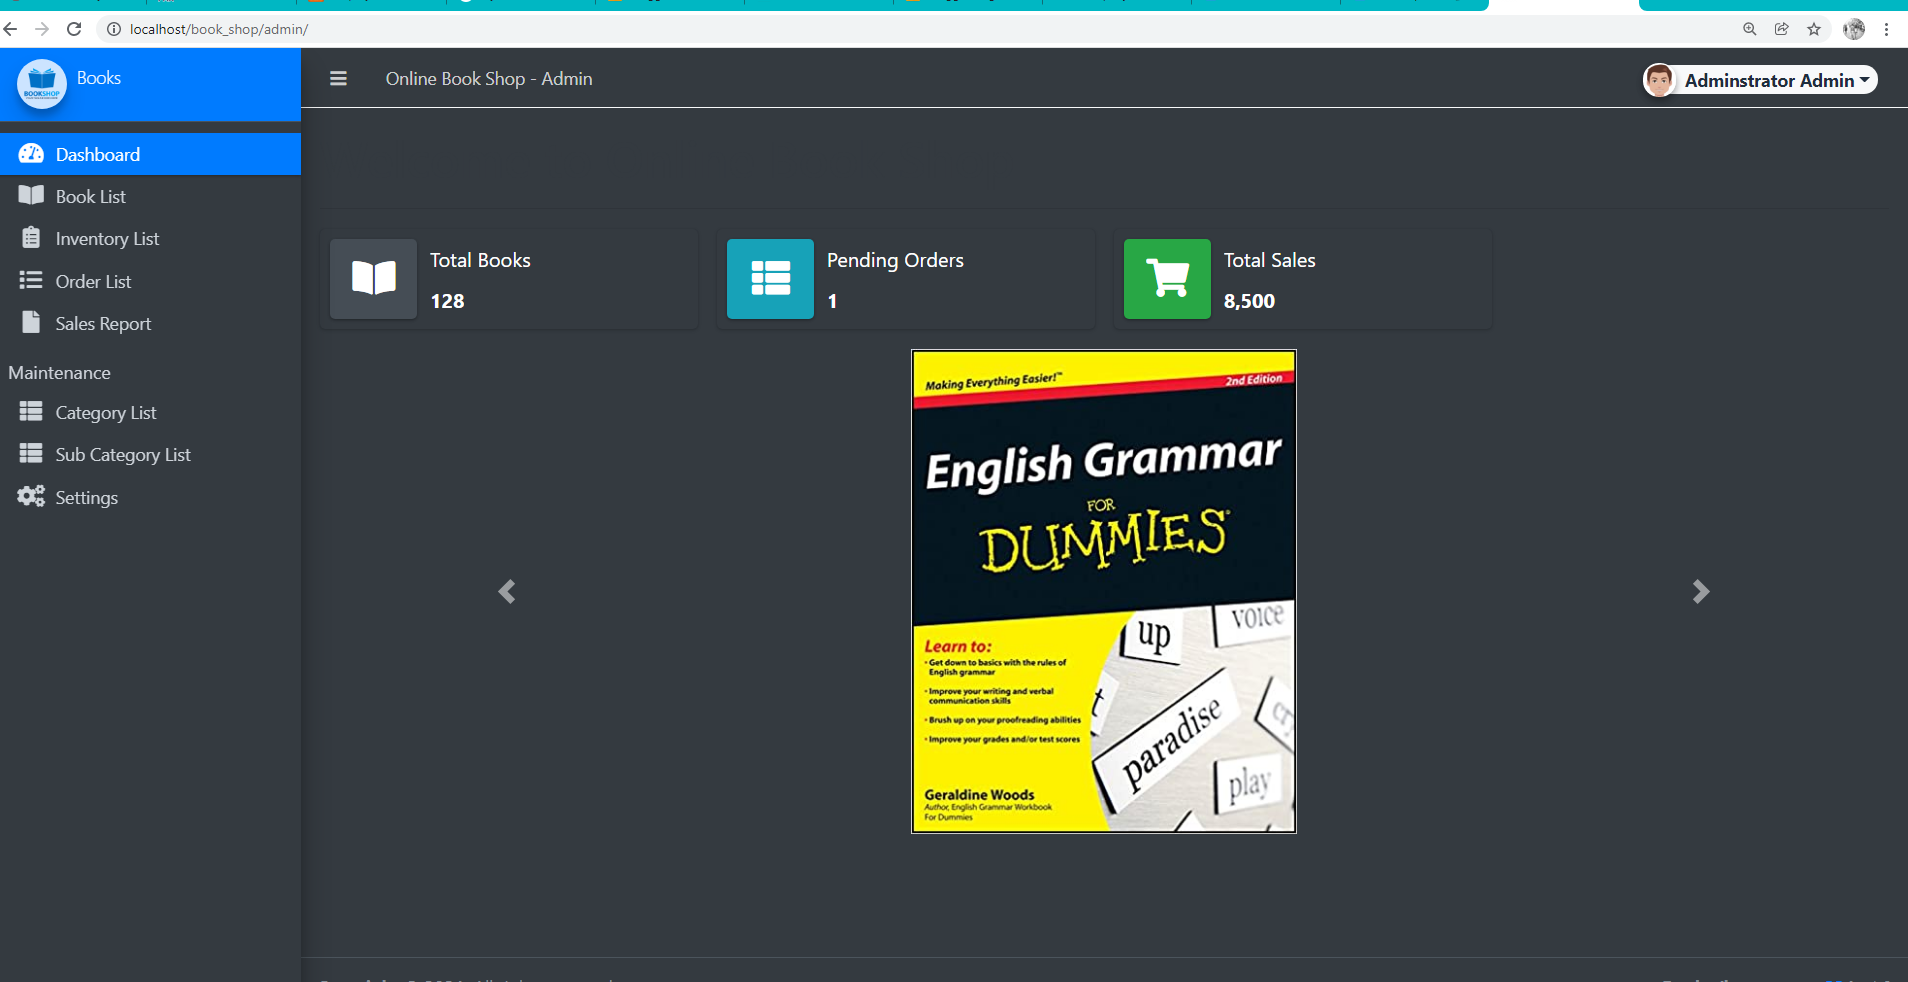 localhost/book_shop/admin/
BOOKSHOP
Books
Online Book Shop - Admin
Adminstrator Admin
Dashboard
Book List
Inventory List
Order List
Sales Report
Maintenance
Category List
Sub Category List
Settings
Total Books
128
Pending Orders
1
Total Sales
8,500
Making Everything Easier!™
2nd Edition
English Grammar
FOR
DUMMIES
Learn to:
• Get down to basics with the rules of
English grammar
• Improve your writing and verbal
communication skills
• Brush up on your proofreading abilities
• Improve your grades and/or test scores
Geraldine Woods
Author, English Grammar Workbook
For Dummies
up
voice
paradise
play